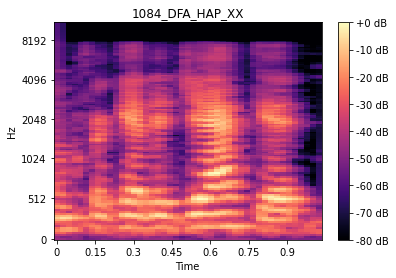 1084_DFA_HAP_XX
+0 dB
8192
-10 dB
4096
-20 dB
-30 dB
2048
Hz
-40 dB
1024
-50 dB
512
-60 dB
-70 dB
0
-80 dB
0 0.15 0.3 0.45 0.6 0.75 0.9
Time